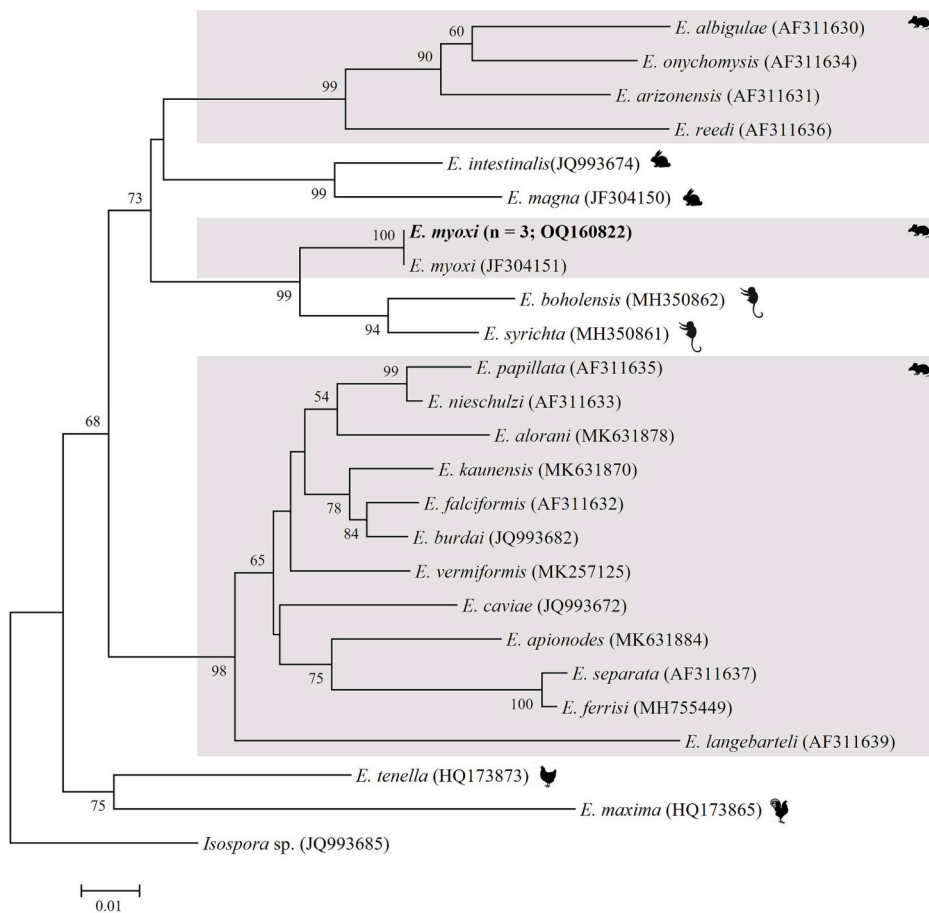 60
E. albigulae (AF311630)
90
E. onychomysis (AF311634)
99
E. arizonensis (AF311631)
E. reedi (AF311636)
E. intestinalis(JQ993674)
99
E. magna (JF304150)
73
100
E. myoxi (n = 3; OQ160822)
E. myoxi (JF304151)
99
E. boholensis (MH350862)
94
E. syrichta (MH350861)
99
E. papillata (AF311635)
54
E. nieschulzi (AF311633)
68
E. alorani (MK631878)
E. kaunensis (MK631870)
78
E. falciformis (AF311632)
84
E. burdai (JQ993682)
65
E. vermiformis (MK257125)
E. caviae (JQ993672)
E. apionodes (MK631884)
98
75
E. separata (AF311637)
100
E. ferrisi (MH755449)
E. langebarteli (AF311639)
E. tenella (HQ173873)
75
E. maxima (HQ173865)
Isospora sp. (JQ993685)
0.01